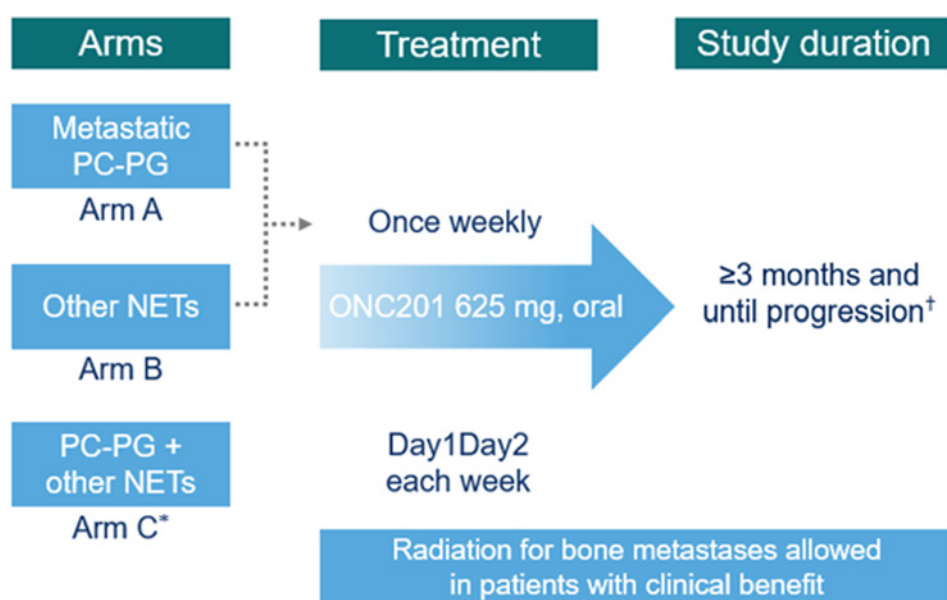 Arms
Treatment
Study duration
Metastatic
PC-PG
Arm A
Other NETs
Arm B
PC-PG +
other NETs
Arm C*
Once weekly
ONC201 625 mg, oral
Day1Day2
each week
≥3 months and
until progression†
Radiation for bone metastases allowed
in patients with clinical benefit